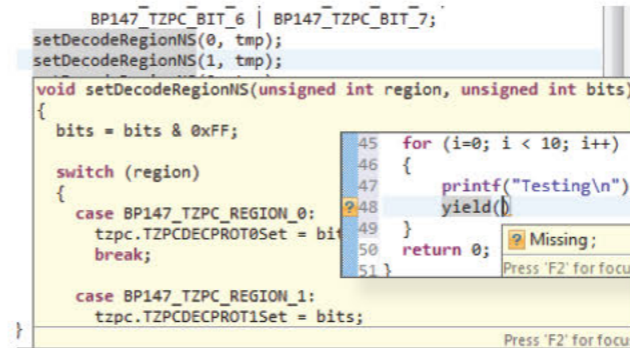 BP147_TZPC_BIT_6 | BP147_TZPC_BIT_7;
setDecodeRegionNS(0, tmp);
setDecodeRegionNS(1, tmp);
void setDecodeRegionNS(unsigned int region, unsigned int bits)
{
bits = bits & 0xFF;
switch (region)
{
case BP147_TZPC_REGION_0:
tzpc.TZPCDECPROT0Set = bit
break;
case BP147_TZPC_REGION_1:
tzpc.TZPCDECPROT1Set = bits;
}
Press 'F2' for focu
45 for (i=0; i < 10; i++)
46 {
47 printf("Testing\n")
48 yield()
49 }
50 return 0;
51 }
Missing ;
Press 'F2' for focu